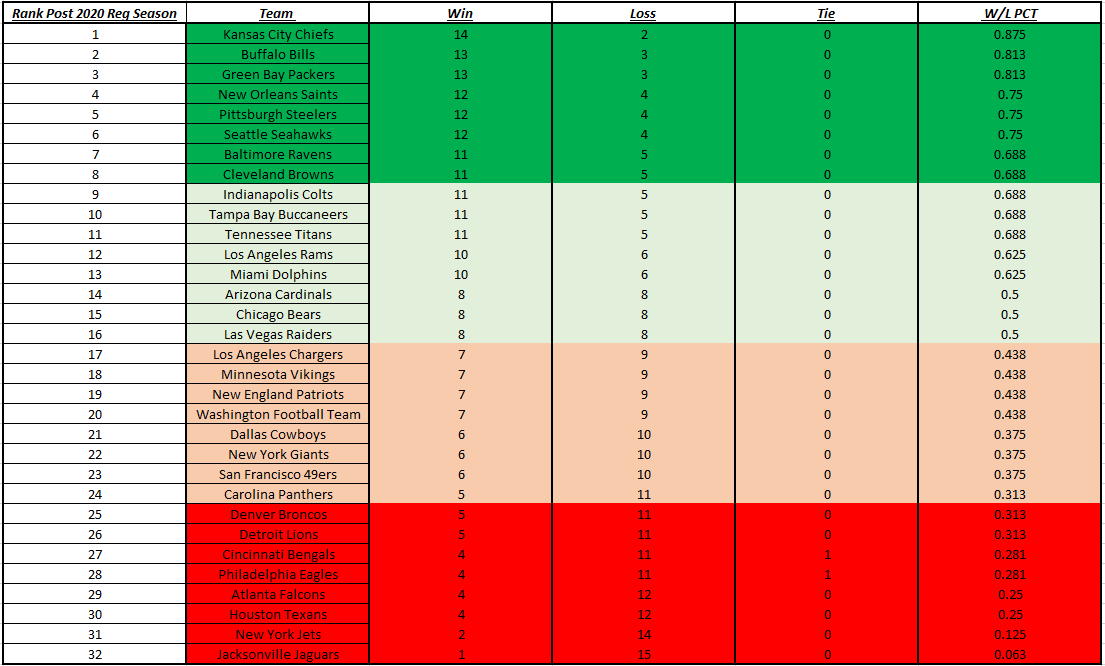 Rank Post 2020 Reg Season Team Win Loss Tie W/L PCT
1 Kansas City Chiefs 14 2 0 0.875
2 Buffalo Bills 13 3 0 0.813
3 Green Bay Packers 13 3 0 0.813
4 New Orleans Saints 12 4 0 0.75
5 Pittsburgh Steelers 12 4 0 0.75
6 Seattle Seahawks 12 4 0 0.75
7 Baltimore Ravens 11 5 0 0.688
8 Cleveland Browns 11 5 0 0.688
9 Indianapolis Colts 11 5 0 0.688
10 Tampa Bay Buccaneers 11 5 0 0.688
11 Tennessee Titans 11 5 0 0.688
12 Los Angeles Rams 10 6 0 0.625
13 Miami Dolphins 10 6 0 0.625
14 Arizona Cardinals 8 8 0 0.5
15 Chicago Bears 8 8 0 0.5
16 Las Vegas Raiders 8 8 0 0.5
17 Los Angeles Chargers 7 9 0 0.438
18 Minnesota Vikings 7 9 0 0.438
19 New England Patriots 7 9 0 0.438
20 Washington Football Team 7 9 0 0.438
21 Dallas Cowboys 6 10 0 0.375
22 New York Giants 6 10 0 0.375
23 San Francisco 49ers 6 10 0 0.375
24 Carolina Panthers 5 11 0 0.313
25 Denver Broncos 5 11 0 0.313
26 Detroit Lions 5 11 0 0.313
27 Cincinnati Bengals 4 11 1 0.281
28 Philadelphia Eagles 4 11 1 0.281
29 Atlanta Falcons 4 12 0 0.25
30 Houston Texans 4 12 0 0.25
31 New York Jets 2 14 0 0.125
32 Jacksonville Jaguars 1 15 0 0.063